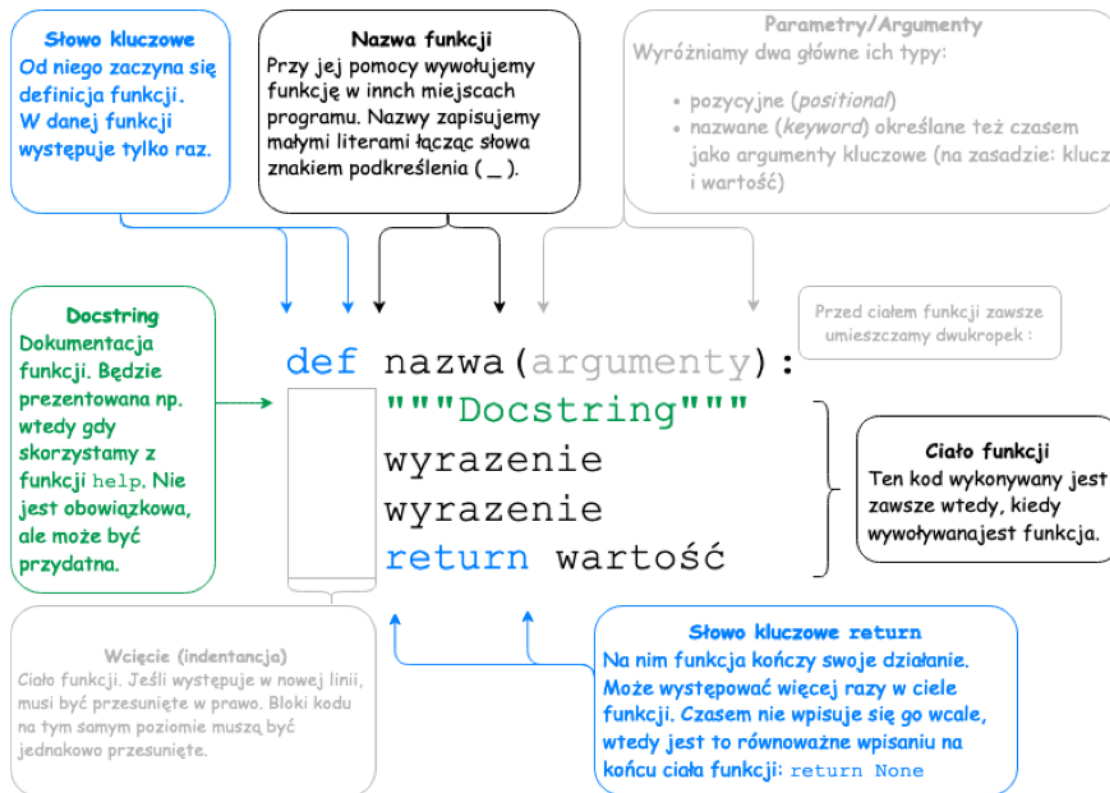 Słowo kluczowe
Od niego zaczyna się
definicja funkcji.
W danej funkcji
występuje tylko raz.
Nazwa funkcji
Przy jej pomocy wywołujemy
funkcję w innch miejscach
programu. Nazwy zapisujemy
małymi literami łącząc słowa
znakiem podkreślenia ( _ ).
Parametry/Argumenty
Wyróżniamy dwa główne ich typy:
• pozycyjne (positional)
• nazwane (keyword) określane też czasem
jako argumenty kluczowe (na zasadzie: klucz
i wartość)
Docstring
Dokumentacja
funkcji. Będzie
prezentowana np.
wtedy gdy
skorzystamy z
funkcji help. Nie
jest obowiązkowa,
ale może być
przydatna.
Przed ciałem funkcji zawsze
umieszczamy dwukropek :
def nazwa(argumenty):
"""Docstring"""
wyrazenie
wyrazenie
return wartość
Ciało funkcji
Ten kod wykonywany jest
zawsze wtedy, kiedy
wywoływanajest funkcja.
Wcięcie (indentancja)
Ciało funkcji. Jeśli występuje w nowej linii,
musi być przesunięte w prawo. Bloki kodu
na tym samym poziomie muszą być
jednakowo przesunięte.
Słowo kluczowe return
Na nim funkcja kończy swoje działanie.
Może występować więcej razy w ciele
funkcji. Czasem nie wpisuje się go wcale,
wtedy jest to równoważne wpisaniu na
końcu ciała funkcji: return None